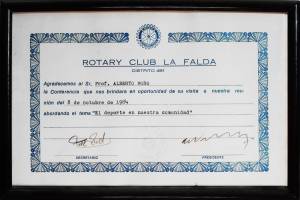 ROTARY CLUB LA FALDA
DISTRITO 481
Agradecemos al Sr. Prof. ALBERTO
la Conferencia que nos brindara en oportunidad de su visita a nuestra reu-
nión del 8 de octubre de 1984
abordando el tema "El deporte en nuestra comunidad"
SECRETARIO
PRESIDENTE